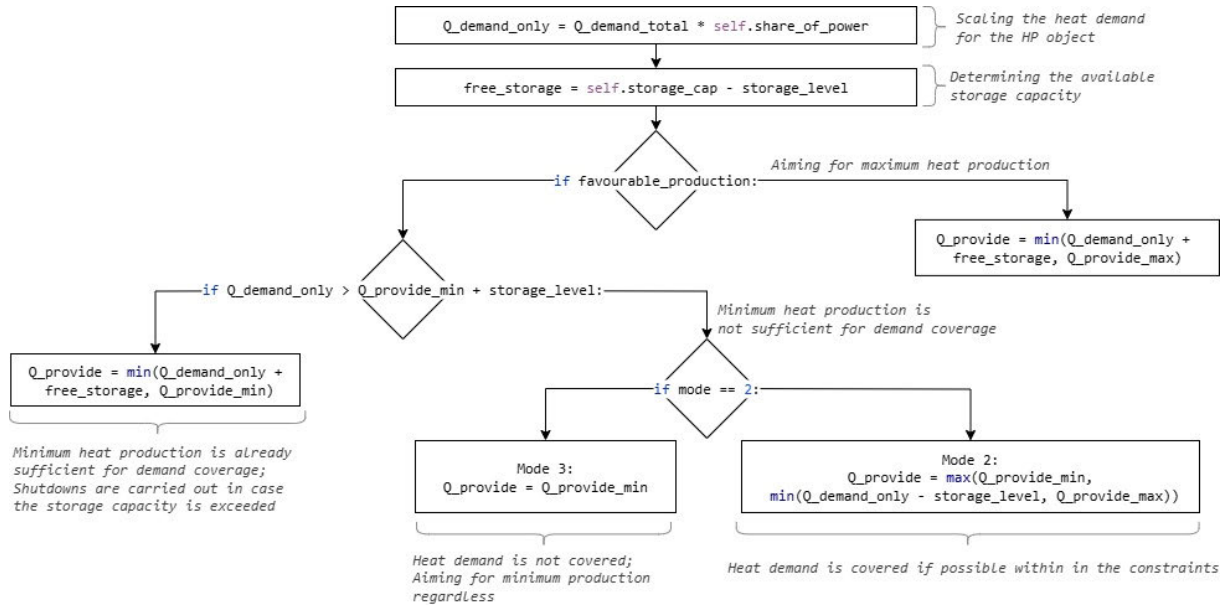 Q_demand_only = Q_demand_total * self.share_of_power
Scaling the heat demand
for the HP object
free_storage = self.storage_cap - storage_level
Determining the available
storage capacity
if favourable_production:
Aiming for maximum heat production
Q_provide = min(Q_demand_only +
free_storage, Q_provide_max)
if Q_demand_only > Q_provide_min + storage_level:
Minimum heat production is
not sufficient for demand coverage
Q_provide = min(Q_demand_only +
free_storage, Q_provide_min)
Minimum heat production is already
sufficient for demand coverage;
Shutdowns are carried out in case
the storage capacity is exceeded
if mode == 2:
Mode 3:
Q_provide = Q_provide_min
Heat demand is not covered;
Aiming for minimum production
regardless
Mode 2:
Q_provide = max(Q_provide_min,
min(Q_demand_only - storage_level, Q_provide_max))
Heat demand is covered if possible within in the constraints